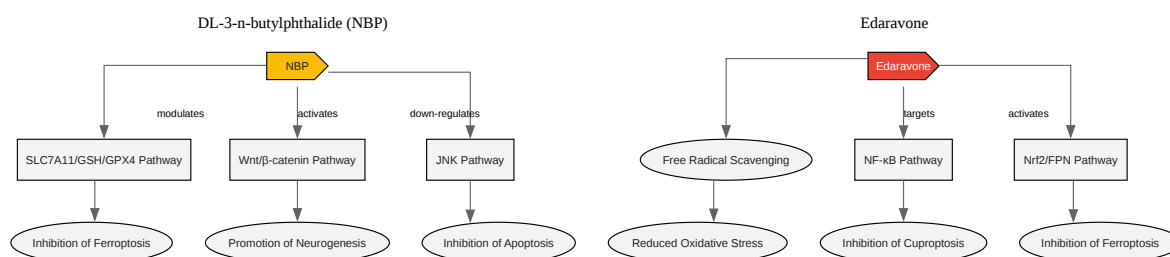 DL-3-n-butylphthalide (NBP)
Edaravone
NBP
Edaravone
modulates
activates
down-regulates
targets
activates
SLC7A11/GSH/GPX4 Pathway
Wnt/β-catenin Pathway
JNK Pathway
Free Radical Scavenging
NF-κB Pathway
Nrf2/FPN Pathway
Inhibition of Ferroptosis
Promotion of Neurogenesis
Inhibition of Apoptosis
Reduced Oxidative Stress
Inhibition of Cuproptosis
Inhibition of Ferroptosis